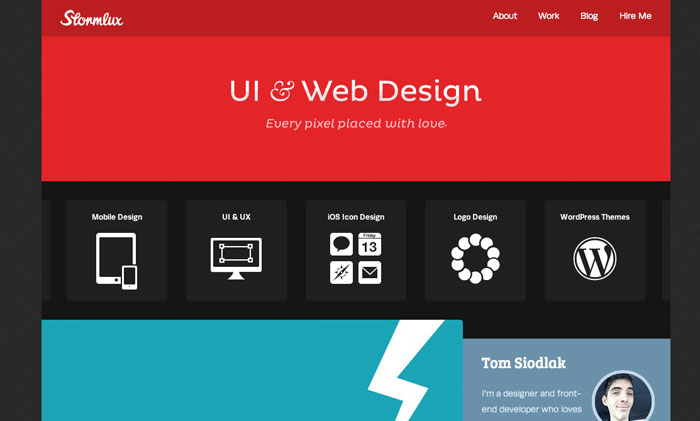 Stormlux
About
Work
Blog
Hire Me
UI & Web Design
Every pixel placed with love.
Mobile Design
UI & UX
iOS Icon Design
Friday
13
Logo Design
WordPress Themes
W
Tom Siodlak
I'm a designer and front-
end developer who loves